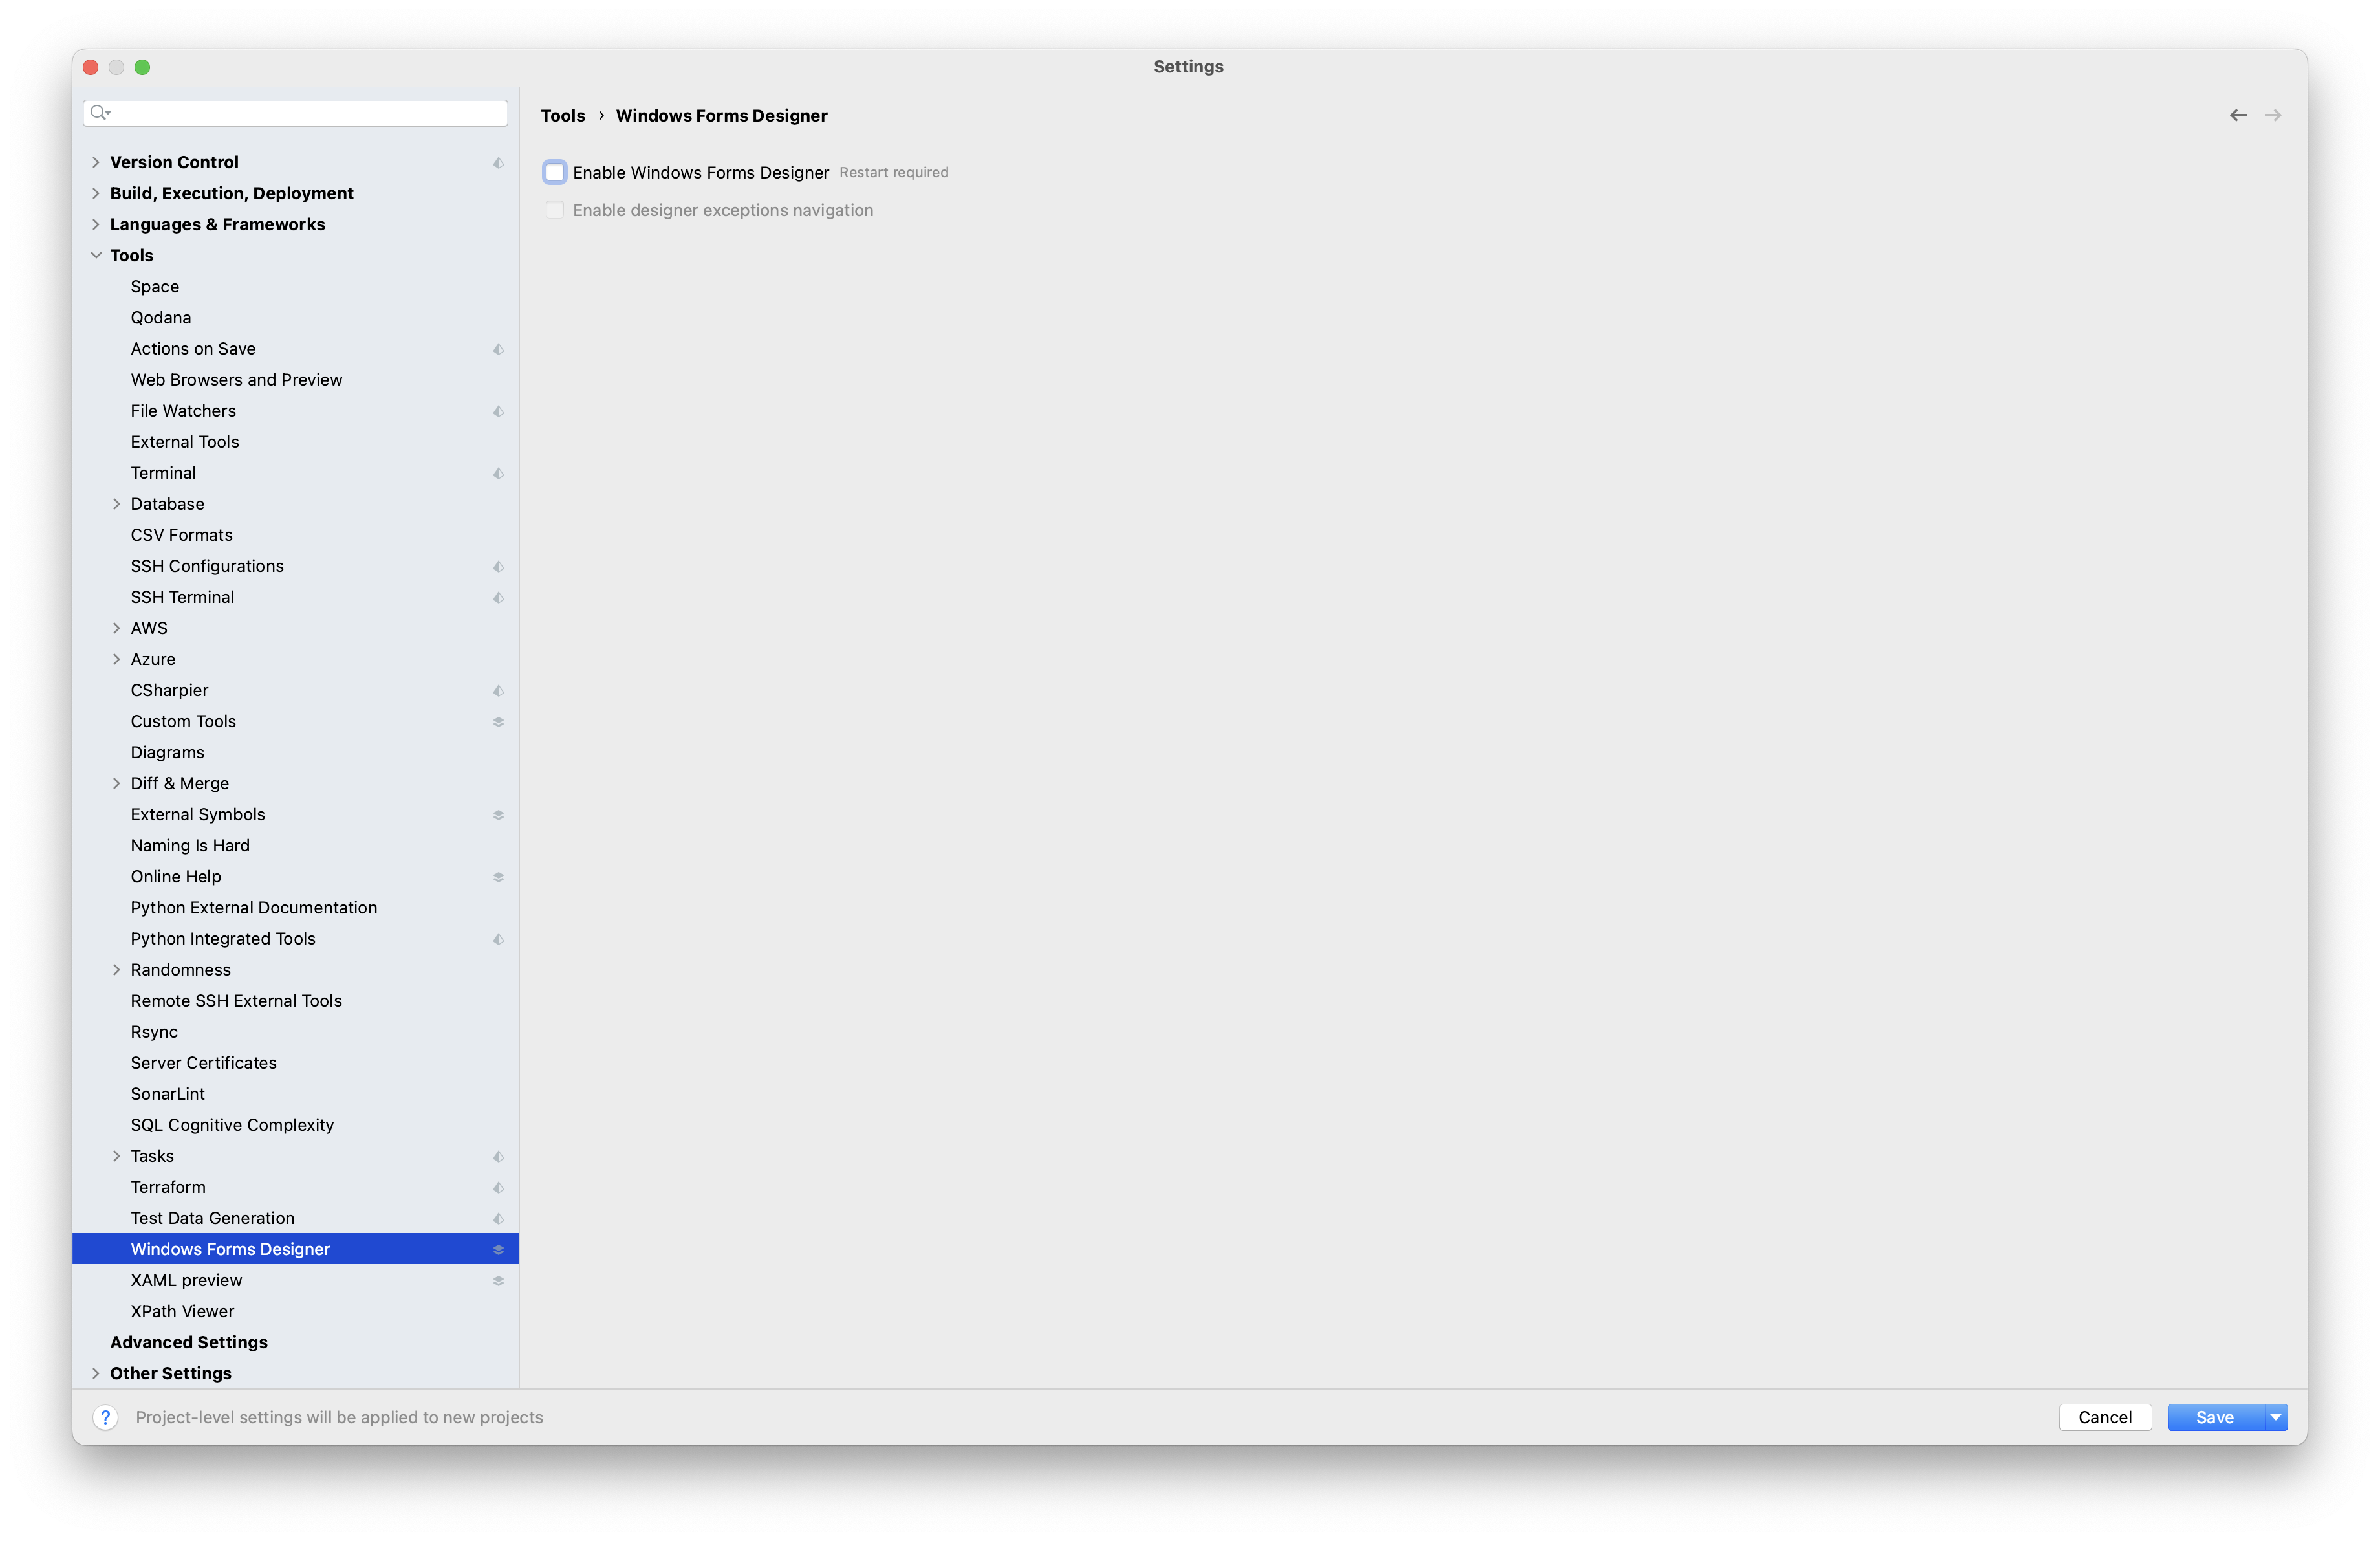 Settings
Tools › Windows Forms Designer
Version Control
Build, Execution, Deployment
Languages & Frameworks
Tools
Space
Qodana
Actions on Save
Web Browsers and Preview
File Watchers
External Tools
Terminal
Database
CSV Formats
SSH Configurations
SSH Terminal
AWS
Azure
CSharpier
Custom Tools
Diagrams
Diff & Merge
External Symbols
Naming Is Hard
Online Help
Python External Documentation
Python Integrated Tools
Randomness
Remote SSH External Tools
Rsync
Server Certificates
SonarLint
SQL Cognitive Complexity
Tasks
Terraform
Test Data Generation
Windows Forms Designer
XAML preview
XPath Viewer
Advanced Settings
Other Settings
Enable Windows Forms Designer Restart required
Enable designer exceptions navigation
? Project-level settings will be applied to new projects
Cancel
Save